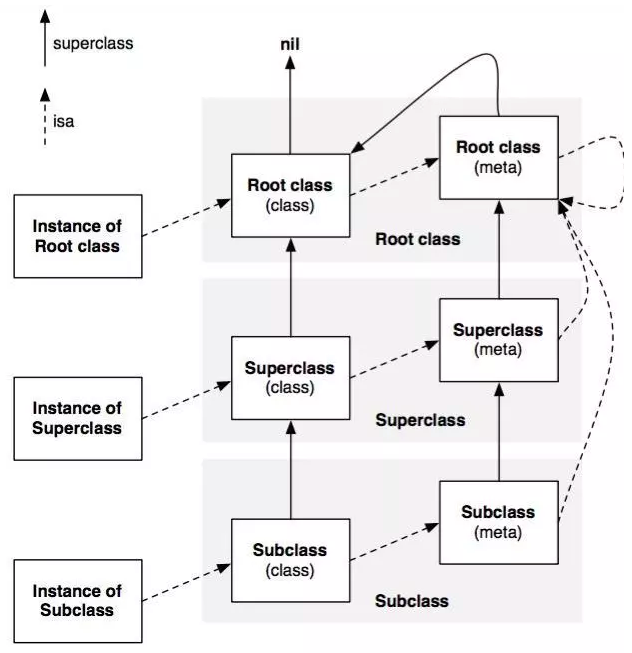 superclass
nil
isa
Root class
(meta)
Root class
(class)
Instance of
Root class
Root class
Superclass
(meta)
Superclass
(class)
Instance of
Superclass
Superclass
Subclass
(meta)
Subclass
(class)
Instance of
Subclass
Subclass